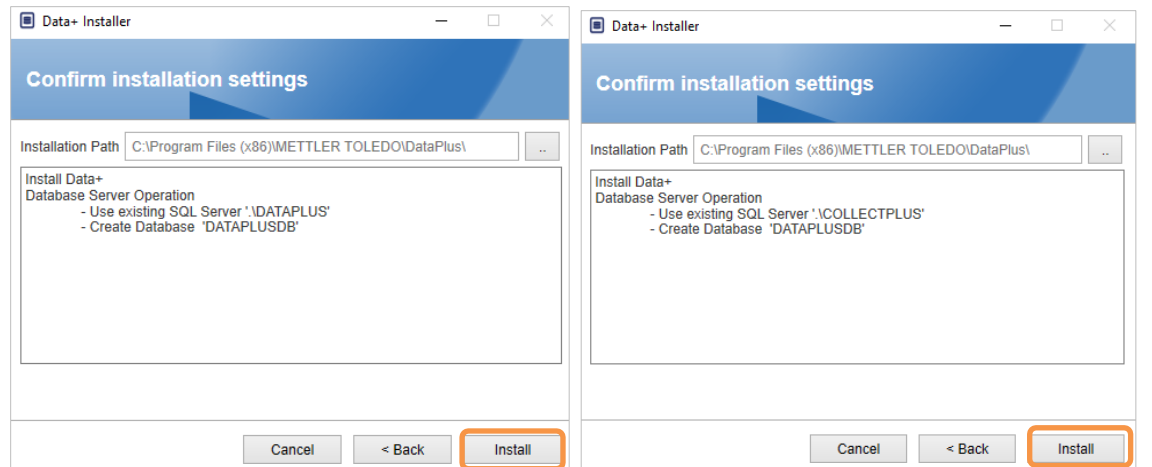 Data+ Installer
Confirm installation settings
Installation Path C:\Program Files (x86)\METTLER TOLEDO\DataPlus\ ..
Install Data+
Database Server Operation
- Use existing SQL Server '.\DATAPLUS'
- Create Database 'DATAPLUSDB'
Cancel < Back Install
Data+ Installer
Confirm installation settings
Installation Path C:\Program Files (x86)\METTLER TOLEDO\DataPlus\ ..
Install Data+
Database Server Operation
- Use existing SQL Server '.\COLLECTPLUS'
- Create Database 'DATAPLUSDB'
Cancel < Back Install